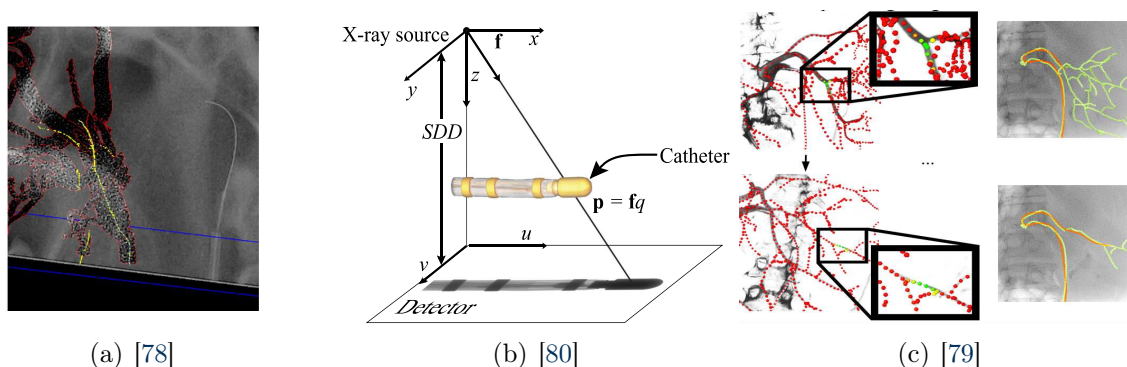 X-ray source
f
x
y
z
SDD
Catheter
p = fq
u
v
Detector
...
(a) [78]
(b) [80]
(c) [79]